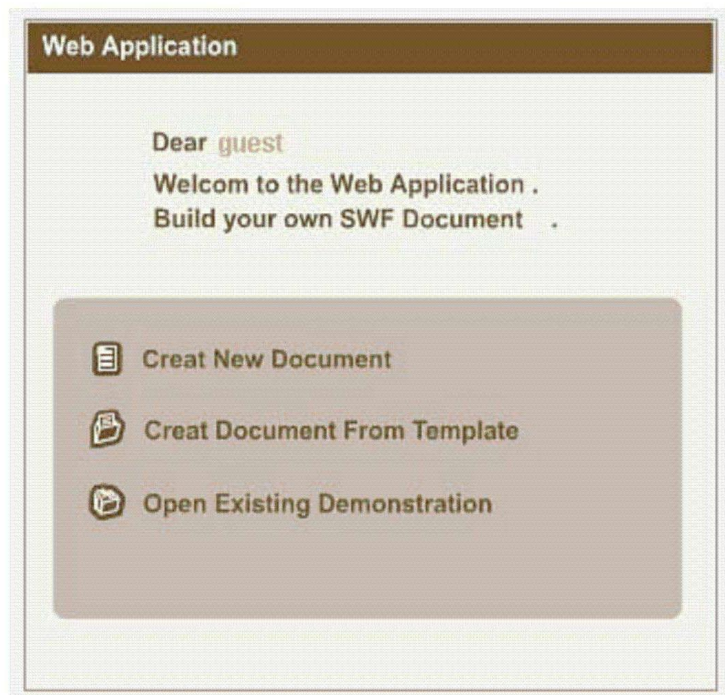 Web Application
Dear guest
Welcom to the Web Application .
Build your own SWF Document .
Creat New Document
Creat Document From Template
Open Existing Demonstration